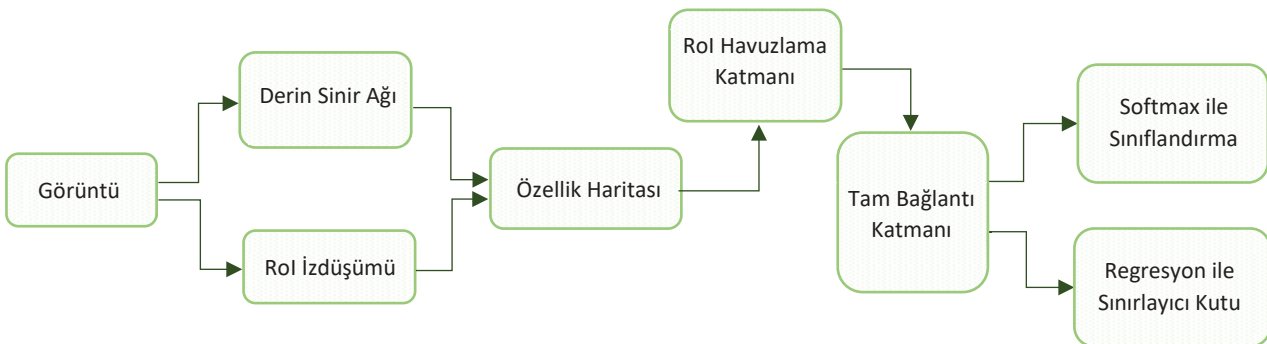 Görüntü
Derin Sinir Ağı
RoI İzdüşümü
Özellik Haritası
RoI Havuzlama
Katmanı
Tam Bağlantı
Katmanı
Softmax ile
Sınıflandırma
Regresyon ile
Sınırlayıcı Kutu